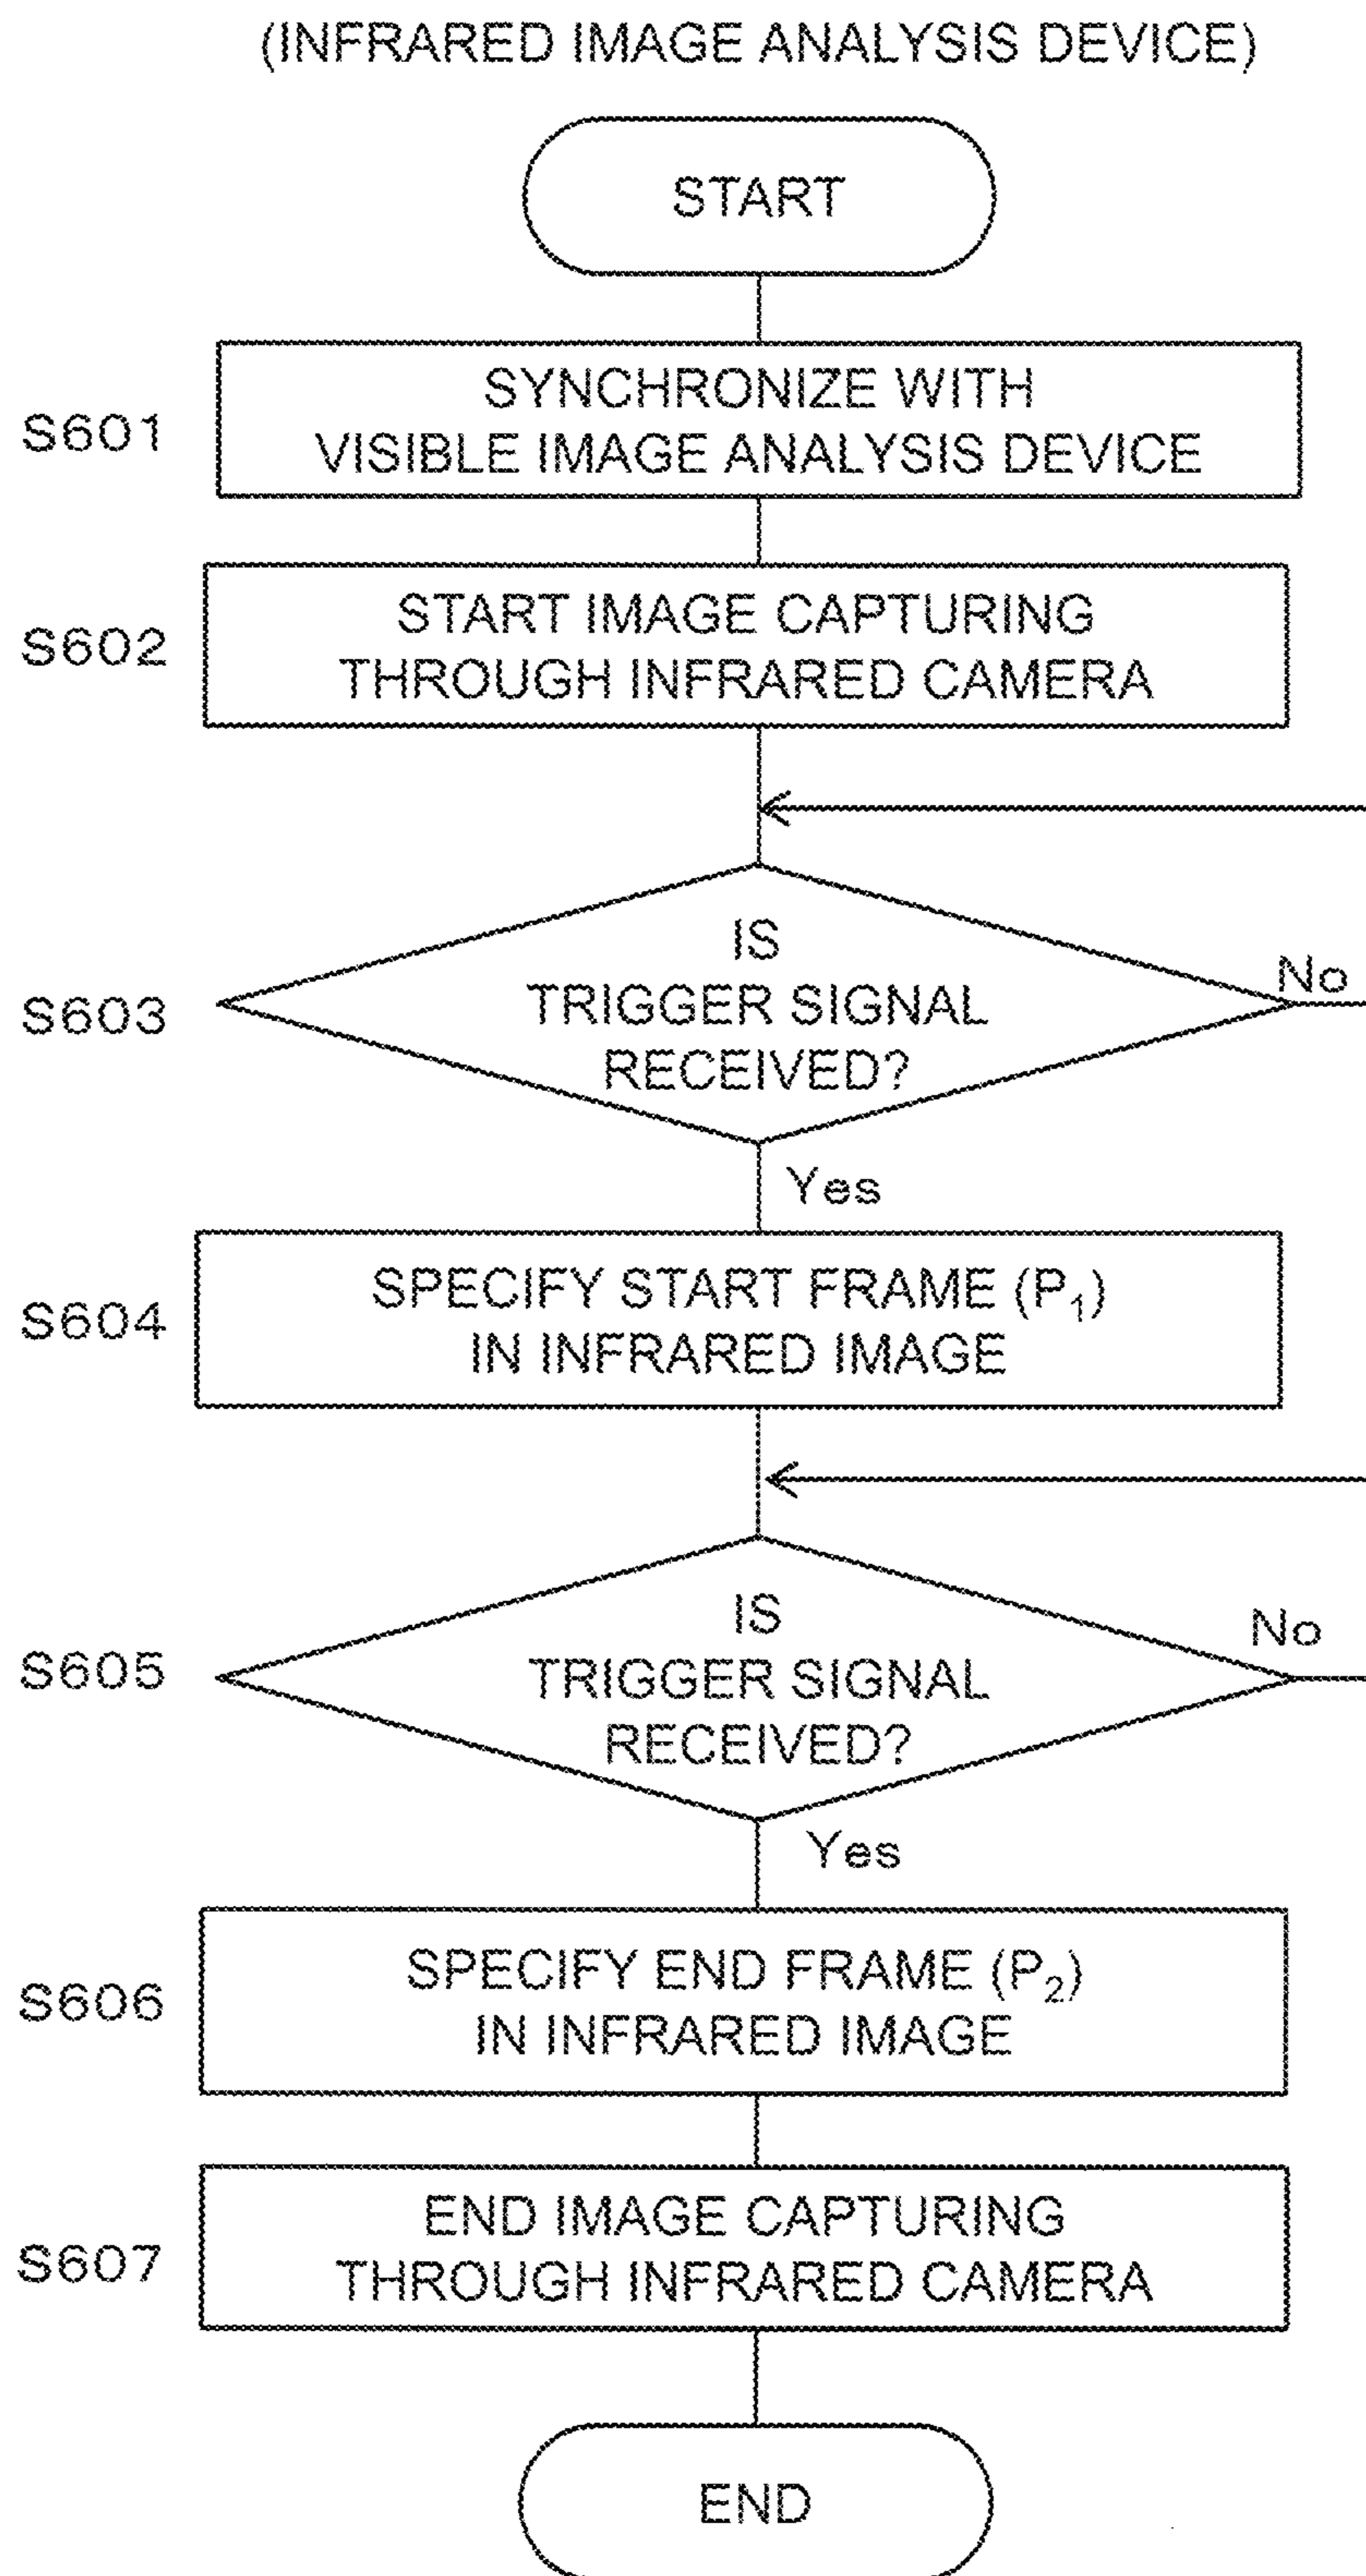 (INFRARED IMAGE ANALYSIS DEVICE)
START
S601
SYNCHRONIZE WITH
VISIBLE IMAGE ANALYSIS DEVICE
S602
START IMAGE CAPTURING
THROUGH INFRARED CAMERA
S603
IS
TRIGGER SIGNAL
RECEIVED?
No
Yes
S604
SPECIFY START FRAME (P₁)
IN INFRARED IMAGE
S605
IS
TRIGGER SIGNAL
RECEIVED?
No
Yes
S606
SPECIFY END FRAME (P₂)
IN INFRARED IMAGE
S607
END IMAGE CAPTURING
THROUGH INFRARED CAMERA
END